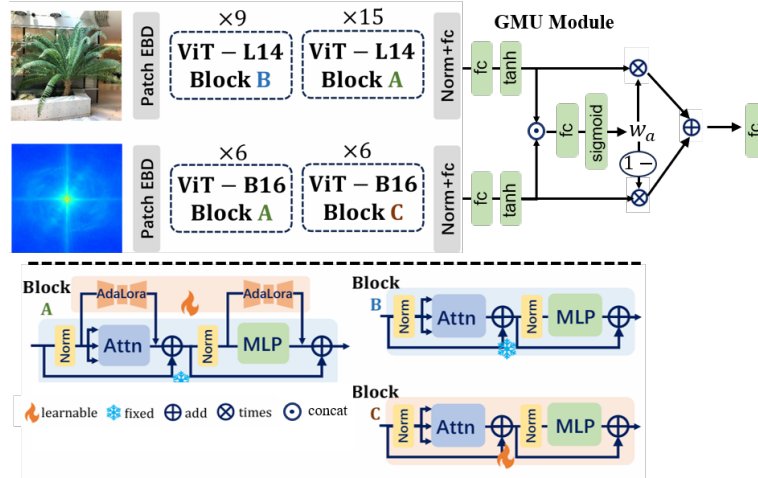 ×9
×15
GMU Module
Patch EBD
ViT − L14
Block B
ViT − L14
Block A
Norm+fc
fc
tanh
fc
sigmoid
w_a
1 −
fc
×6
×6
Patch EBD
ViT − B16
Block A
ViT − B16
Block C
Norm+fc
fc
tanh
Block
A
AdaLora
AdaLora
Norm
Attn
Norm
MLP
Block
B
Norm
Attn
Norm
MLP
learnable
fixed
add
times
concat
Block
C
Norm
Attn
Norm
MLP